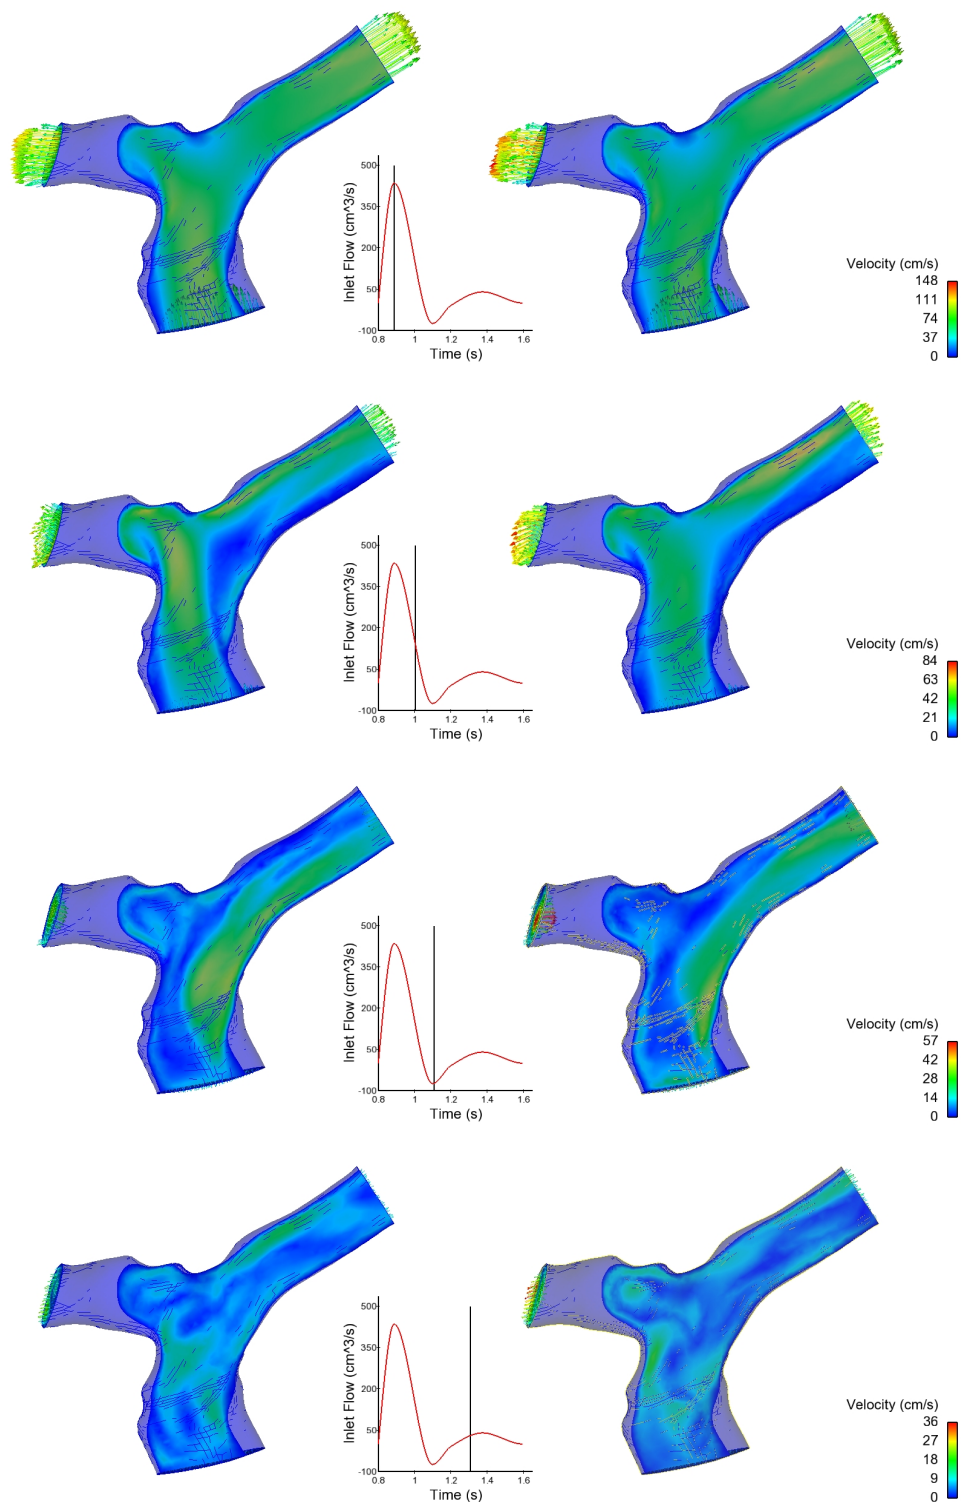 500
350
200
50
-100
Inlet Flow (cm^3/s)
0.8 1 1.2 1.4 1.6
Time (s)
Velocity (cm/s)
148
111
74
37
0
500
350
200
50
-100
Inlet Flow (cm^3/s)
0.8 1 1.2 1.4 1.6
Time (s)
Velocity (cm/s)
84
63
42
21
0
500
350
200
50
-100
Inlet Flow (cm^3/s)
0.8 1 1.2 1.4 1.6
Time (s)
Velocity (cm/s)
57
42
28
14
0
500
350
200
50
-100
Inlet Flow (cm^3/s)
0.8 1 1.2 1.4 1.6
Time (s)
Velocity (cm/s)
36
27
18
9
0